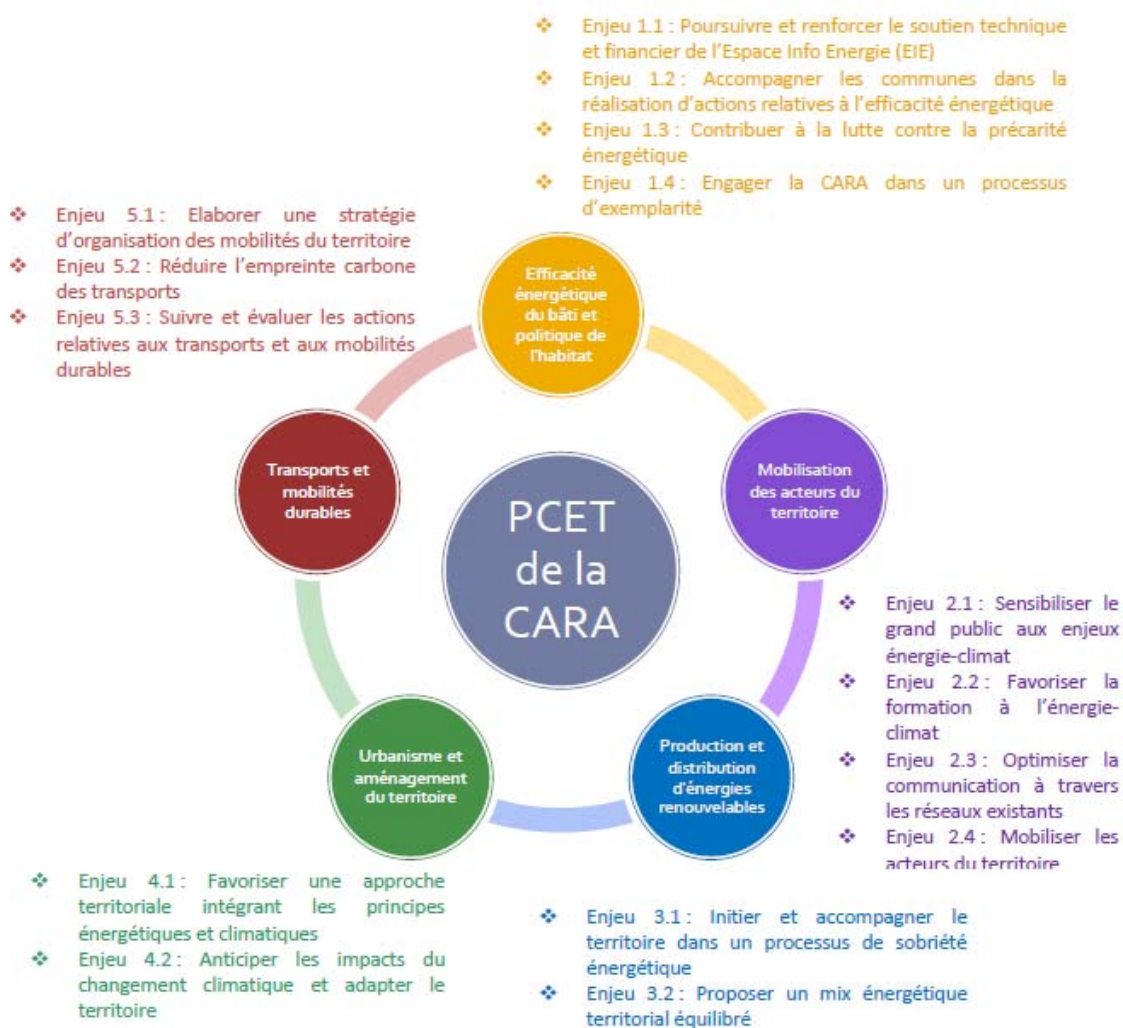 Enjeu 1.1 : Poursuivre et renforcer le soutien technique
et financier de l'Espace Info Energie (EIE)
Enjeu 1.2 : Accompagner les communes dans la
réalisation d'actions relatives à l'efficacité énergétique
Enjeu 1.3 : Contribuer à la lutte contre la précarité
énergétique
Enjeu 1.4 : Engager la CARA dans un processus
d'exemplarité
Enjeu 5.1 : Elaborer une stratégie
d'organisation des mobilités du territoire
Enjeu 5.2 : Réduire l'empreinte carbone
des transports
Enjeu 5.3 : Suivre et évaluer les actions
relatives aux transports et aux mobilités
durables
Efficacité
énergétique
du bâti et
politique de
l'habitat
Transports et
mobilités
durables
Mobilisation
des acteurs du
territoire
PCET
de la
CARA
Enjeu 2.1 : Sensibiliser le
grand public aux enjeux
énergie-climat
Enjeu 2.2 : Favoriser la
formation à l'énergie-
climat
Enjeu 2.3 : Optimiser la
communication à travers
les réseaux existants
Enjeu 2.4 : Mobiliser les
acteurs du territoire
Urbanisme et
aménagement
du territoire
Production et
distribution
d'énergies
renouvelables
Enjeu 4.1 : Favoriser une approche
territoriale intégrant les principes
énergétiques et climatiques
Enjeu 4.2 : Anticiper les impacts du
changement climatique et adapter le
territoire
Enjeu 3.1 : Initier et accompagner le
territoire dans un processus de sobriété
énergétique
Enjeu 3.2 : Proposer un mix énergétique
territorial équilibré